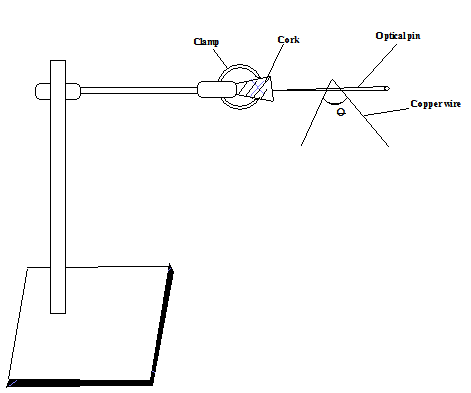 Optical pin
Clamp
Cork
Copper wire
Q